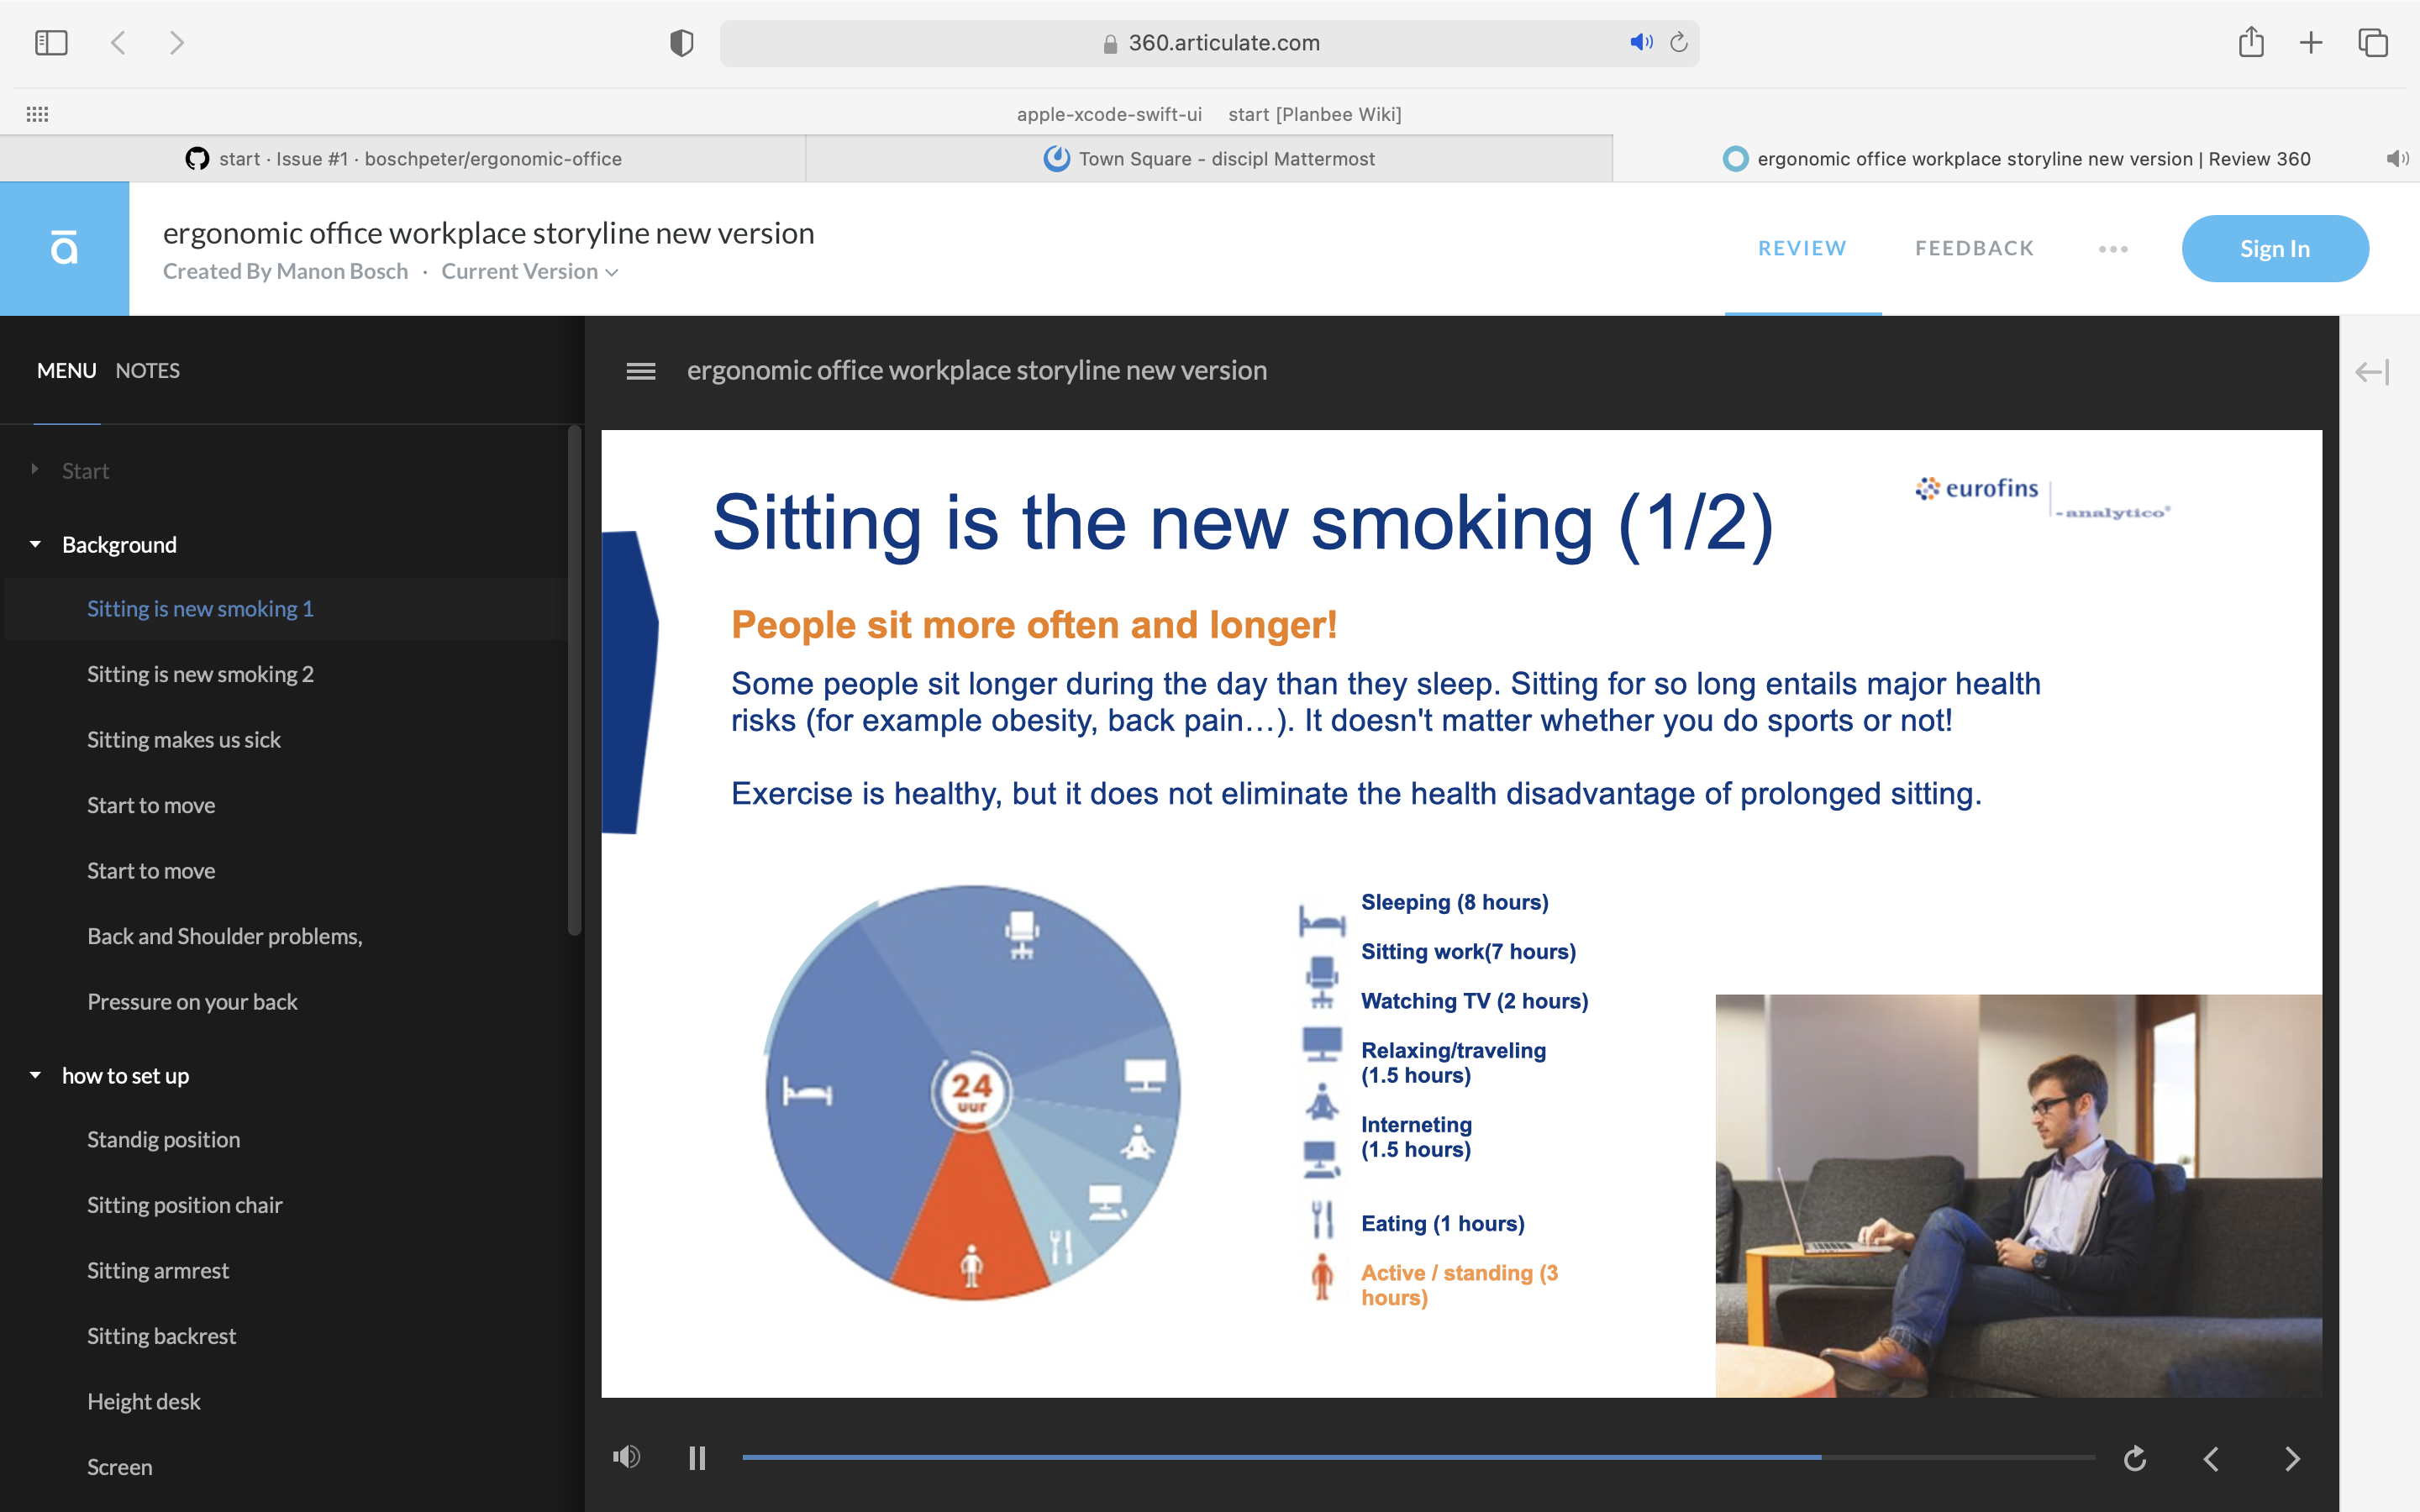 360.articulate.com
apple-xcode-swift-ui start [Planbee Wiki]
start · Issue #1 · boschpeter/ergonomic-office
Town Square - discipl Mattermost
ergonomic office workplace storyline new version | Review 360
ergonomic office workplace storyline new version
Created By Manon Bosch · Current Version
REVIEW
FEEDBACK
Sign In
MENU NOTES
Start
Background
Sitting is new smoking 1
Sitting is new smoking 2
Sitting makes us sick
Start to move
Start to move
Back and Shoulder problems,
Pressure on your back
how to set up
Standig position
Sitting position chair
Sitting armrest
Sitting backrest
Height desk
Screen
ergonomic office workplace storyline new version
Sitting is the new smoking (1/2)
eurofins
-analytico®
People sit more often and longer!
Some people sit longer during the day than they sleep. Sitting for so long entails major health
risks (for example obesity, back pain…). It doesn't matter whether you do sports or not!
Exercise is healthy, but it does not eliminate the health disadvantage of prolonged sitting.
24
uur
Sleeping (8 hours)
Sitting work(7 hours)
Watching TV (2 hours)
Relaxing/traveling
(1.5 hours)
Interneting
(1.5 hours)
Eating (1 hours)
Active / standing (3
hours)